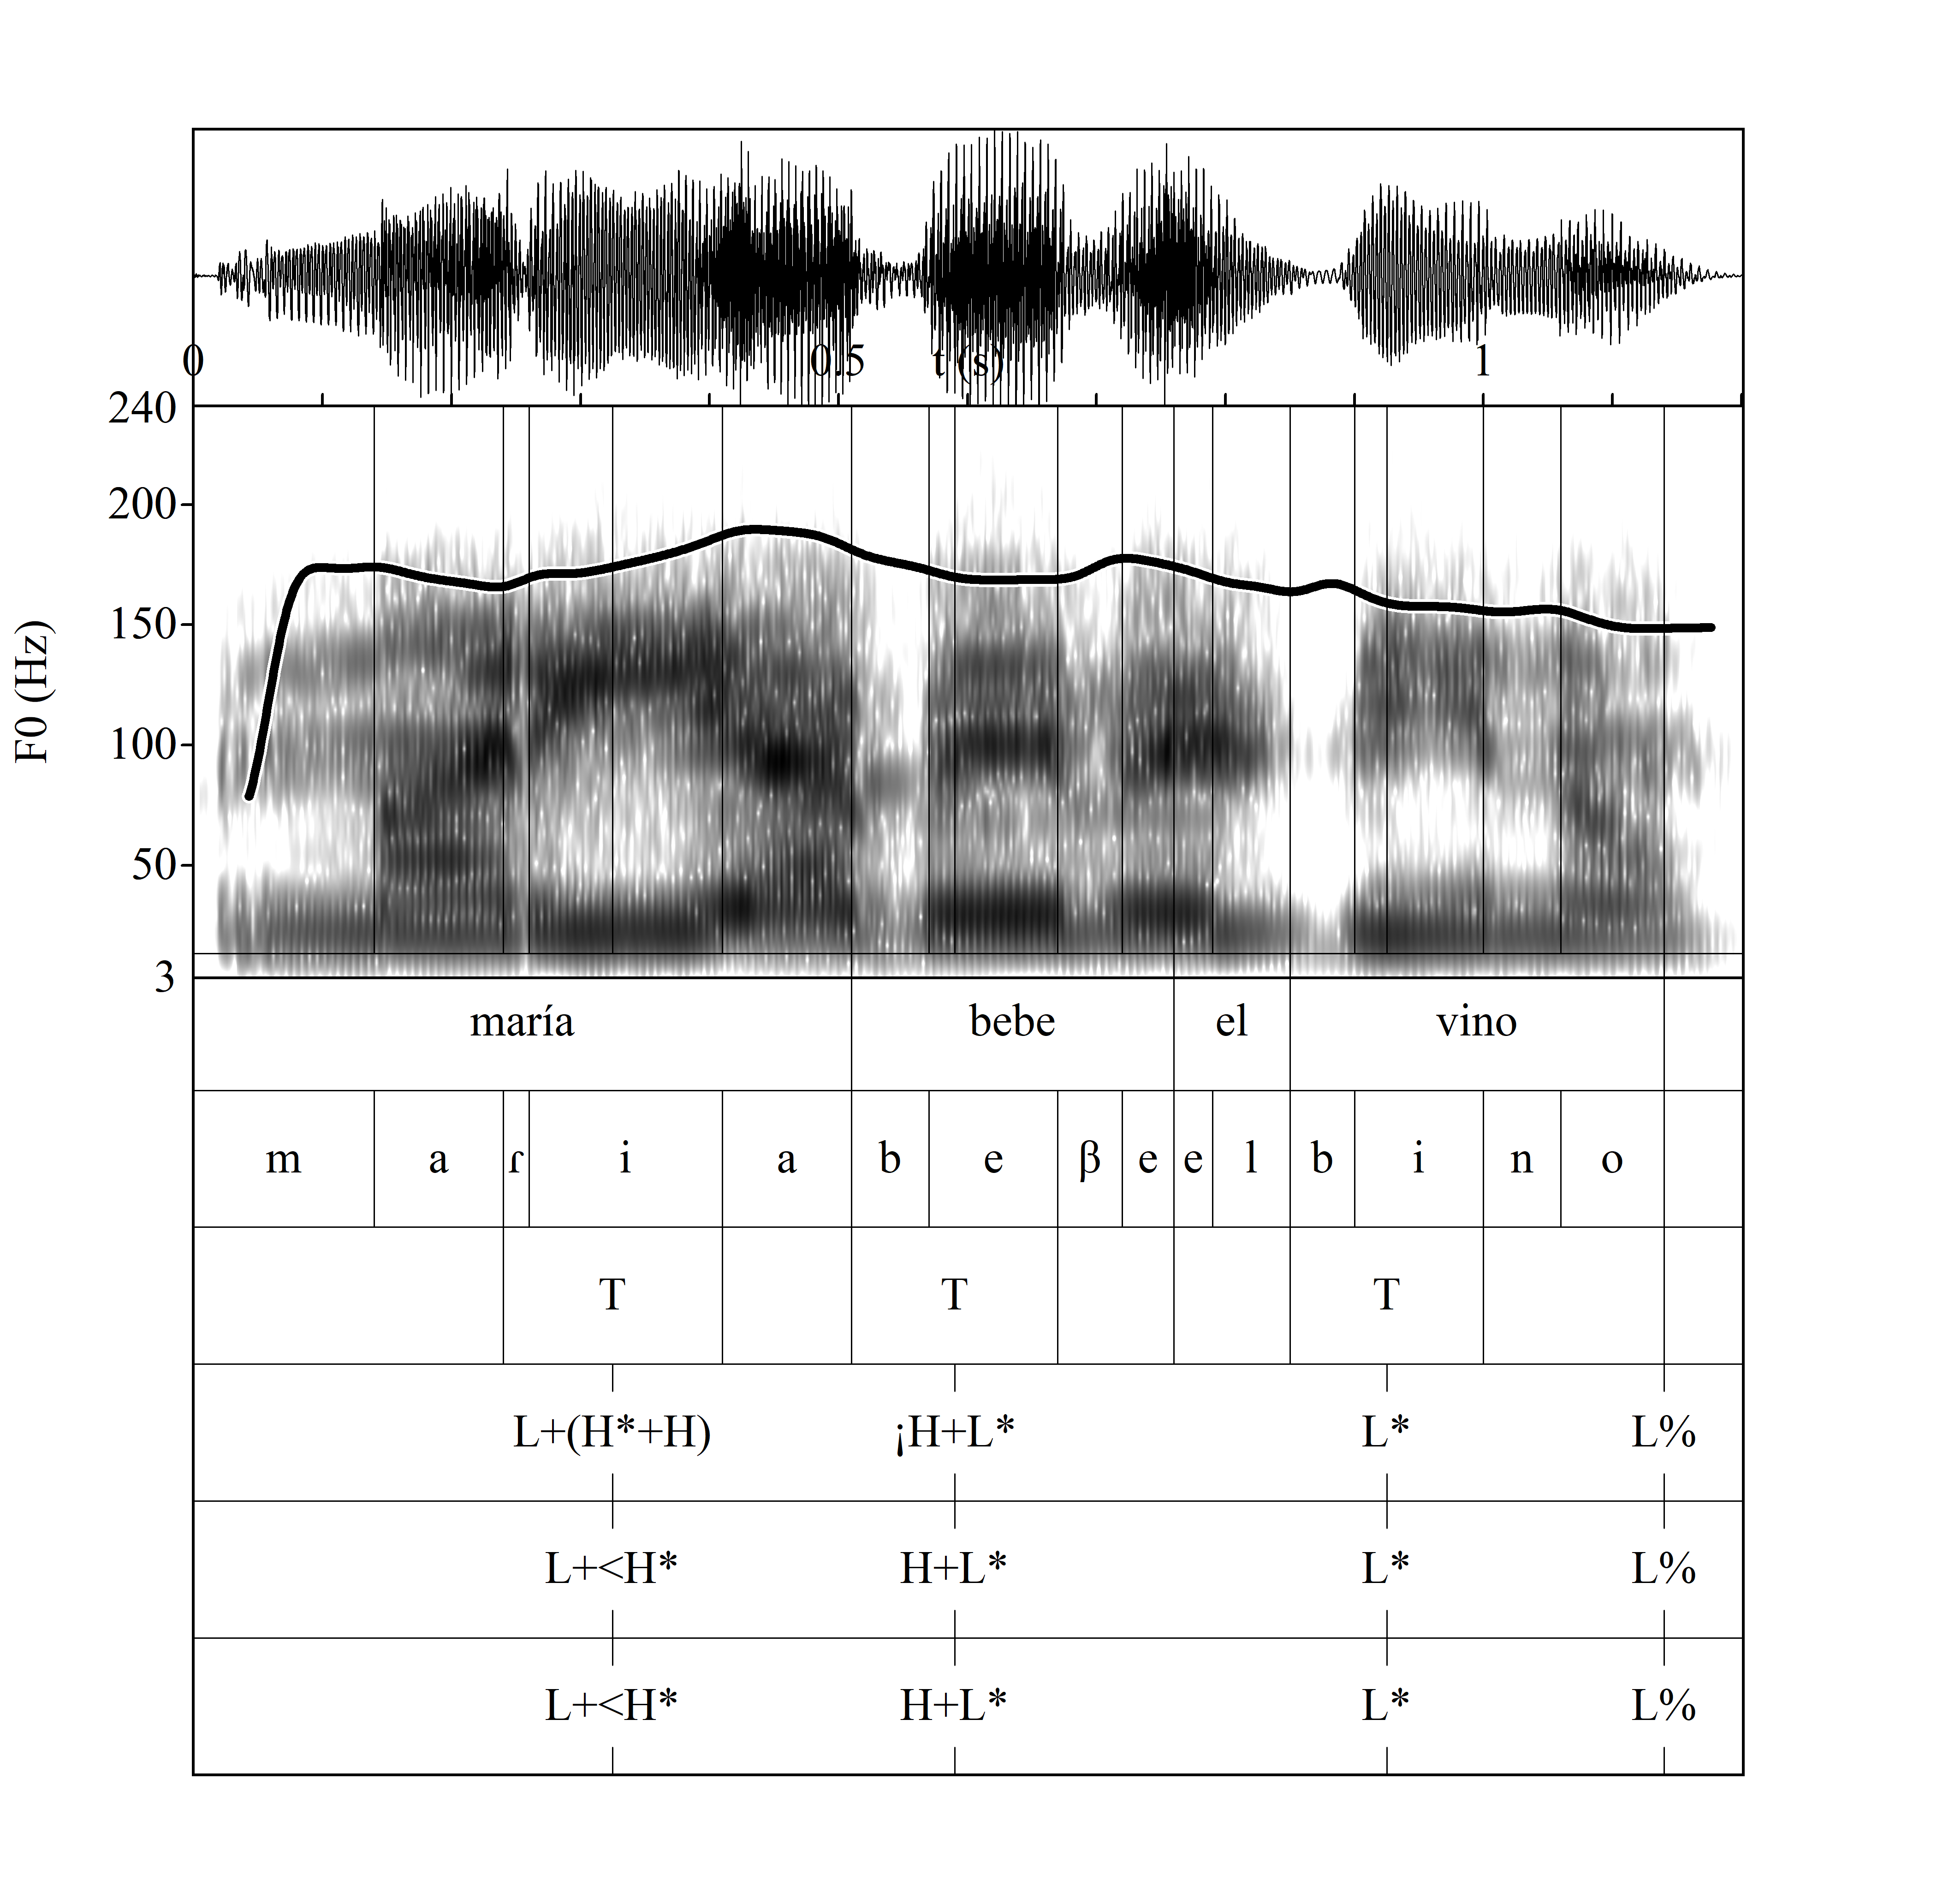 0 0.5 t (s) 1
240
200
150
100
50
3
F0 (Hz)
maría bebe el vino
m a ɾ i a b e β e e l b i n o
T T T
L+(H*+H) ¡H+L* L* L%
L+<H* H+L* L* L%
L+<H* H+L* L* L%